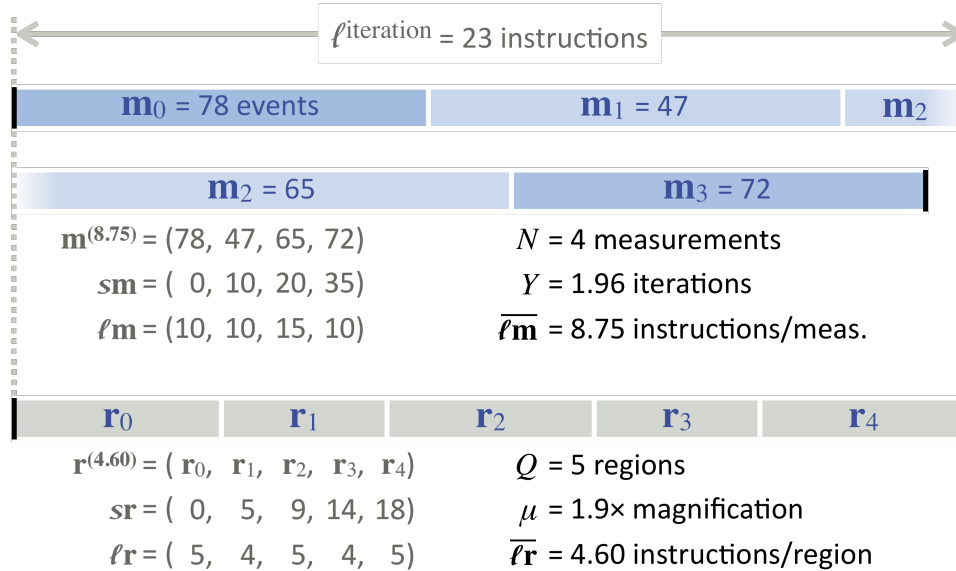 ℓ^iteration = 23 instructions
m₀ = 78 events m₁ = 47 m₂
m₂ = 65 m₃ = 72
m^(8.75) = (78, 47, 65, 72) N = 4 measurements
sm = ( 0, 10, 20, 35) Y = 1.96 iterations
ℓm = (10, 10, 15, 10) ℓm̅ = 8.75 instructions/meas.
r₀ r₁ r₂ r₃ r₄
r^(4.60) = ( r₀, r₁, r₂, r₃, r₄) Q = 5 regions
sr = ( 0, 5, 9, 14, 18) μ = 1.9× magnification
ℓr = ( 5, 4, 5, 4, 5) ℓr̅ = 4.60 instructions/region